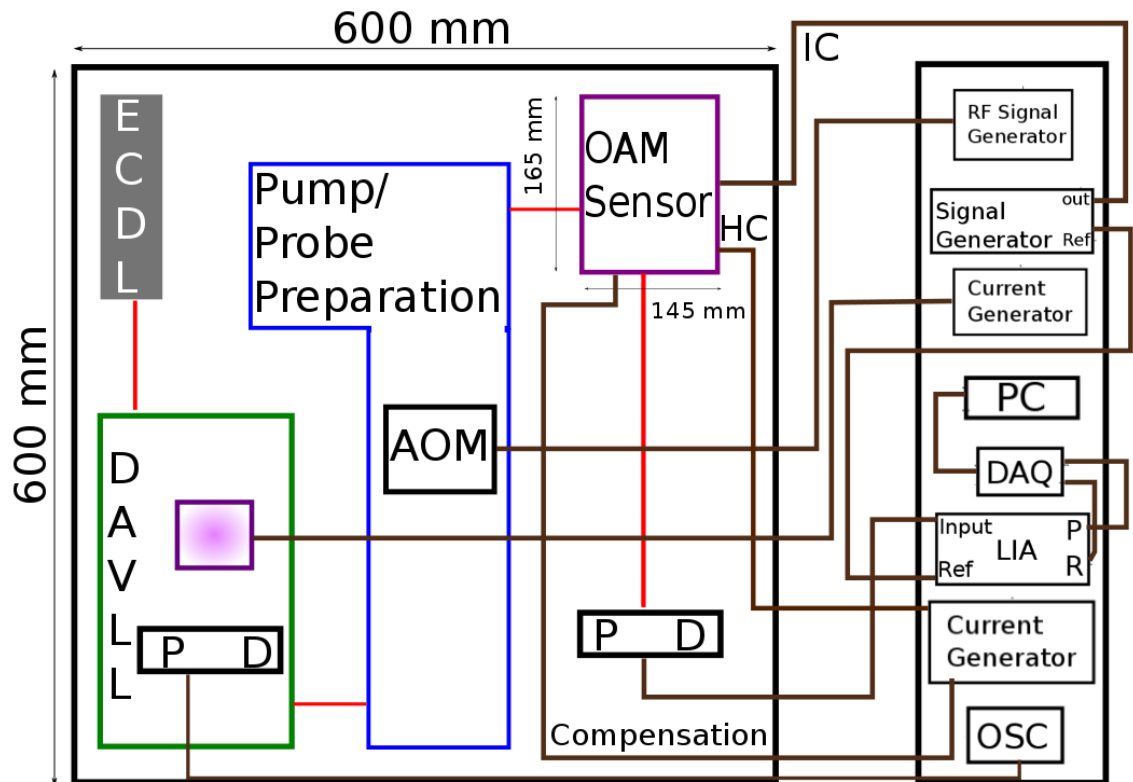 600 mm
IC
600 mm
E
C
D
L
Pump/
Probe
Preparation
165 mm
OAM
Sensor
HC
145 mm
AOM
D
A
V
L
L
P D
P D
Compensation
RF Signal
Generator
out
Signal
Generator
Ref
Current
Generator
PC
DAQ
Input P
LIA
Ref R
Current
Generator
OSC